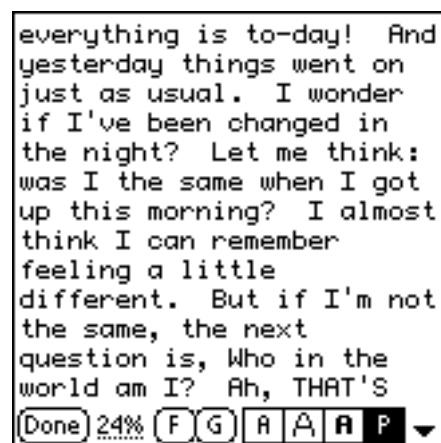 everything is to-day!  And
yesterday things went on
just as usual.  I wonder
if I've been changed in
the night?  Let me think:
was I the same when I got
up this morning?  I almost
think I can remember
feeling a little
different.  But if I'm not
the same, the next
question is, Who in the
world am I?  Ah, THAT'S
Done 24% F G A A A P